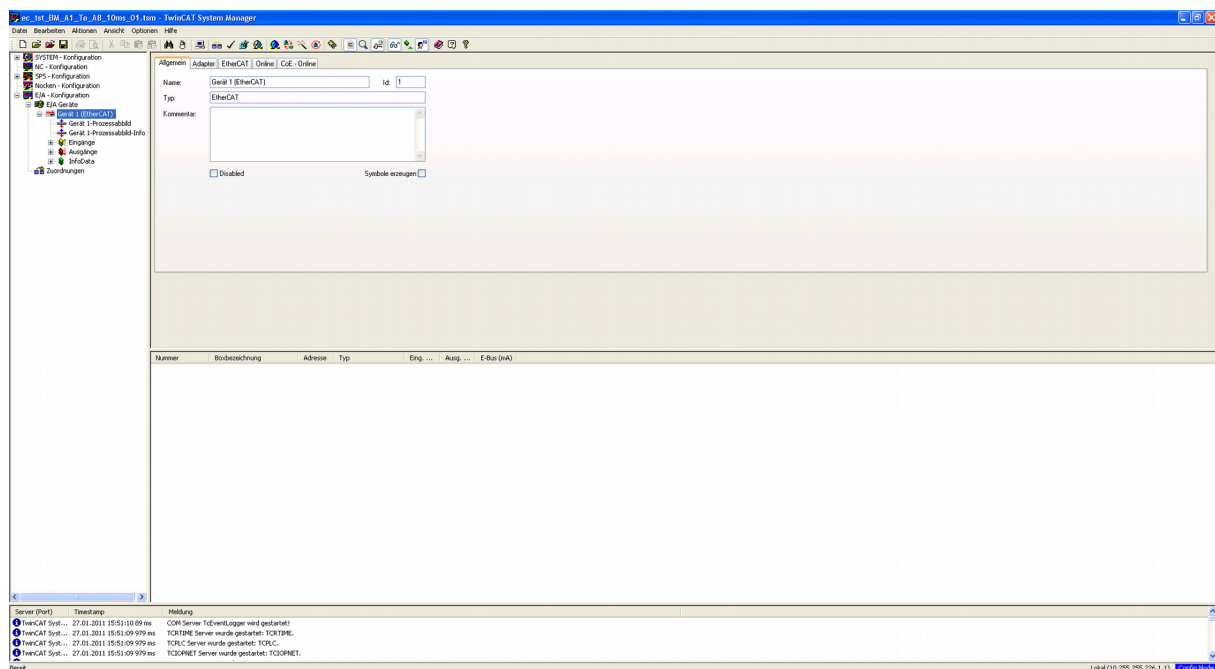 ec_tst_BM_A1_To_A8_10ms_01.tsm - TwinCAT System Manager
Datei Bearbeiten Aktionen Ansicht Optionen Hilfe
SYSTEM - Konfiguration
NC - Konfiguration
SPS - Konfiguration
Nocken - Konfiguration
E/A - Konfiguration
E/A Geräte
Gerät 1 (EtherCAT)
Gerät 1-Prozessabbild
Gerät 1-Prozessabbild-Info
Eingänge
Ausgänge
InfoData
Zuordnungen
Allgemein Adapter EtherCAT Online CoE - Online
Name: Gerät 1 (EtherCAT) Id: 1
Typ: EtherCAT
Kommentar:
Disabled Symbole erzeugen
Nummer Boxbezeichnung Adresse Typ Eing. ... Ausg. ... E-Bus (mA)
Server (Port) Timestamp Meldung
TwinCAT Syst... 27.01.2011 15:51:10 89 ms COM Server TcEventLogger wird gestartet!
TwinCAT Syst... 27.01.2011 15:51:09 979 ms TCRTIME Server wurde gestartet: TCRTIME.
TwinCAT Syst... 27.01.2011 15:51:09 979 ms TCPLC Server wurde gestartet: TCPLC.
TwinCAT Syst... 27.01.2011 15:51:09 979 ms TCIOPNET Server wurde gestartet: TCIOPNET.
Bereit Lokal (10.255.255.226.1.1) Config Mode